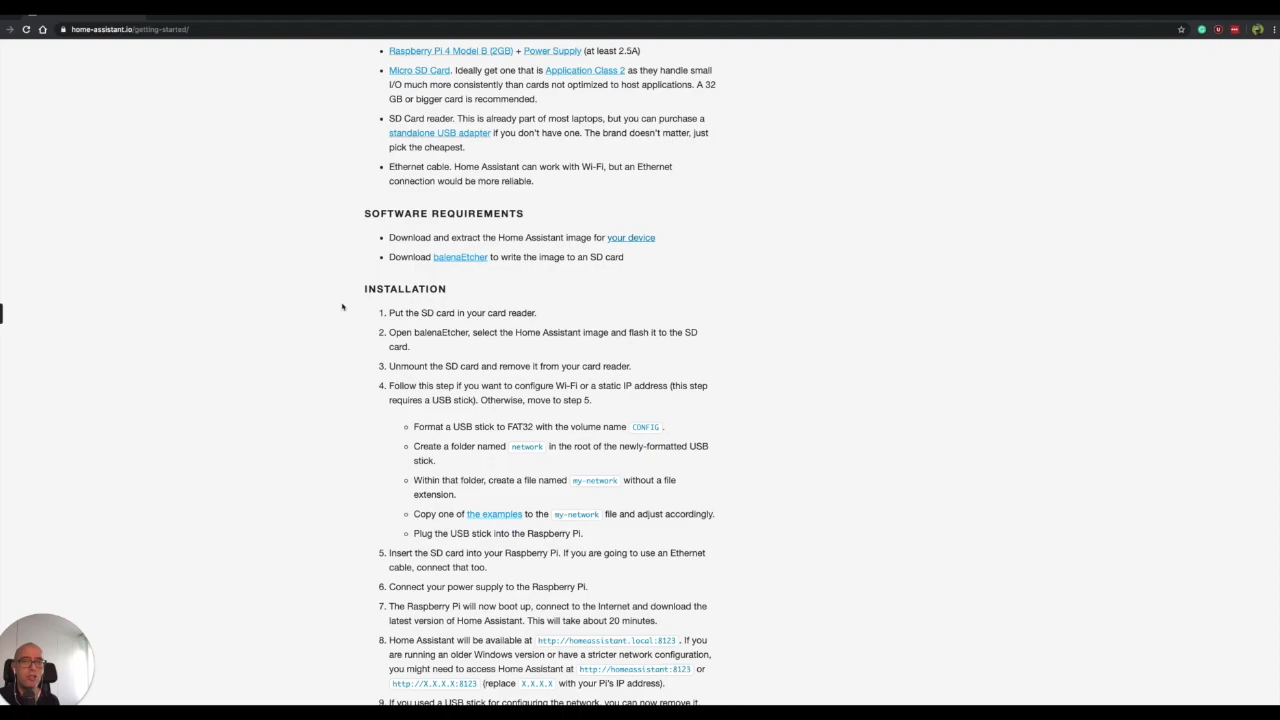 home-assistant.io/getting-started/
• Raspberry Pi 4 Model B (2GB) + Power Supply (at least 2.5A)
• Micro SD Card. Ideally get one that is Application Class 2 as they handle small
I/O much more consistently than cards not optimized to host applications. A 32
GB or bigger card is recommended.
• SD Card reader. This is already part of most laptops, but you can purchase a
standalone USB adapter if you don't have one. The brand doesn't matter, just
pick the cheapest.
• Ethernet cable. Home Assistant can work with Wi-Fi, but an Ethernet
connection would be more reliable.
SOFTWARE REQUIREMENTS
• Download and extract the Home Assistant image for your device
• Download balenaEtcher to write the image to an SD card
INSTALLATION
1. Put the SD card in your card reader.
2. Open balenaEtcher, select the Home Assistant image and flash it to the SD
card.
3. Unmount the SD card and remove it from your card reader.
4. Follow this step if you want to configure Wi-Fi or a static IP address (this step
requires a USB stick). Otherwise, move to step 5.
○ Format a USB stick to FAT32 with the volume name CONFIG .
○ Create a folder named network in the root of the newly-formatted USB
stick.
○ Within that folder, create a file named my-network without a file
extension.
○ Copy one of the examples to the my-network file and adjust accordingly.
○ Plug the USB stick into the Raspberry Pi.
5. Insert the SD card into your Raspberry Pi. If you are going to use an Ethernet
cable, connect that too.
6. Connect your power supply to the Raspberry Pi.
7. The Raspberry Pi will now boot up, connect to the Internet and download the
latest version of Home Assistant. This will take about 20 minutes.
8. Home Assistant will be available at http://homeassistant.local:8123 . If you
are running an older Windows version or have a stricter network configuration,
you might need to access Home Assistant at http://homeassistant:8123 or
http://X.X.X.X:8123 (replace X.X.X.X with your Pi's IP address).
9. If you used a USB stick for configuring the network, you can now remove it.